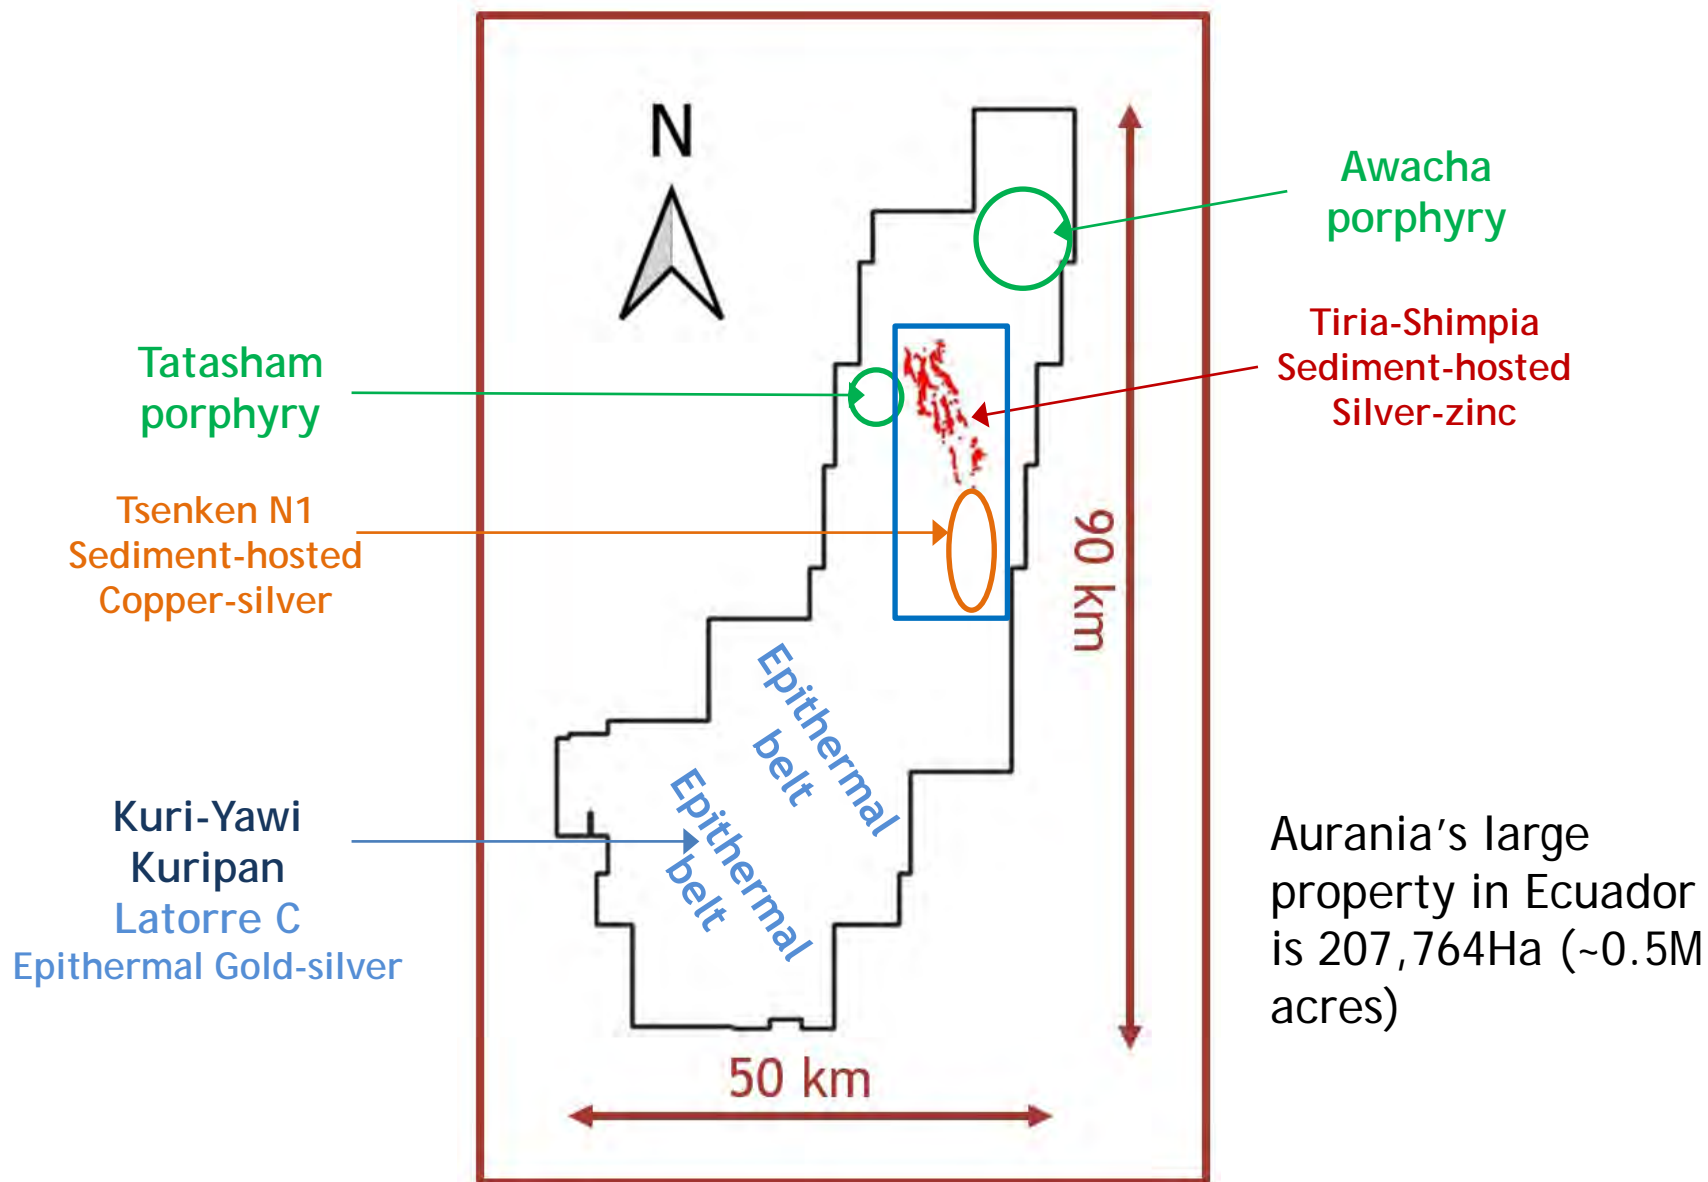 N
Awacha
porphyry
Tiria-Shimpia
Sediment-hosted
Silver-zinc
Tatasham
porphyry
Tsenken N1
Sediment-hosted
Copper-silver
90 km
Epithermal
belt
Epithermal
belt
Kuri-Yawi
Kuripan
Latorre C
Epithermal Gold-silver
Aurania’s large
property in Ecuador
is 207,764Ha (~0.5M
acres)
50 km